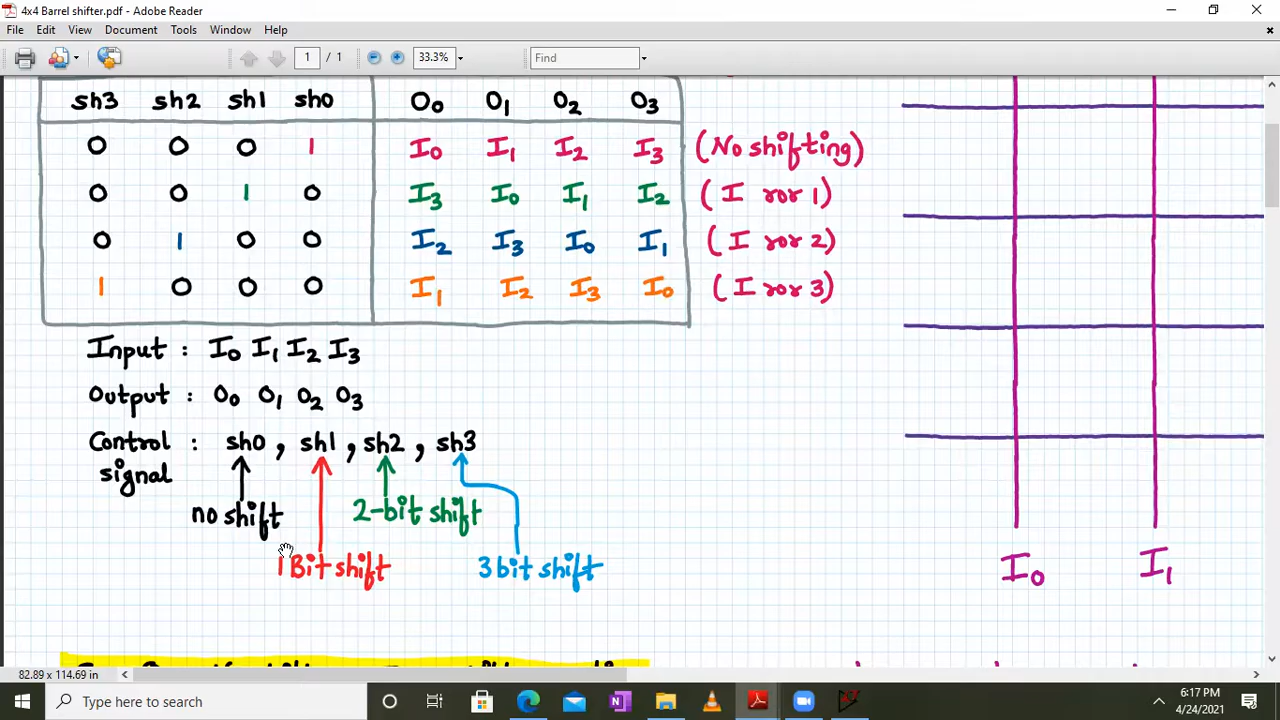 4x4 Barrel shifter.pdf - Adobe Reader
File Edit View Document Tools Window Help
1 / 1 33.3% Find
sh3 sh2 sh1 sh0 O0 O1 O2 O3
0 0 0 1 I0 I1 I2 I3 (No shifting)
0 0 1 0 I3 I0 I1 I2 (I ror 1)
0 1 0 0 I2 I3 I0 I1 (I ror 2)
1 0 0 0 I1 I2 I3 I0 (I ror 3)
Input : I0 I1 I2 I3
Output : O0 O1 O2 O3
Control : sh0 , sh1 , sh2 , sh3
signal
no shift 2-bit shift
1 Bit shift 3 bit shift
I0 I1
82.89 x 114.69 in
Type here to search
6:17 PM
4/24/2021